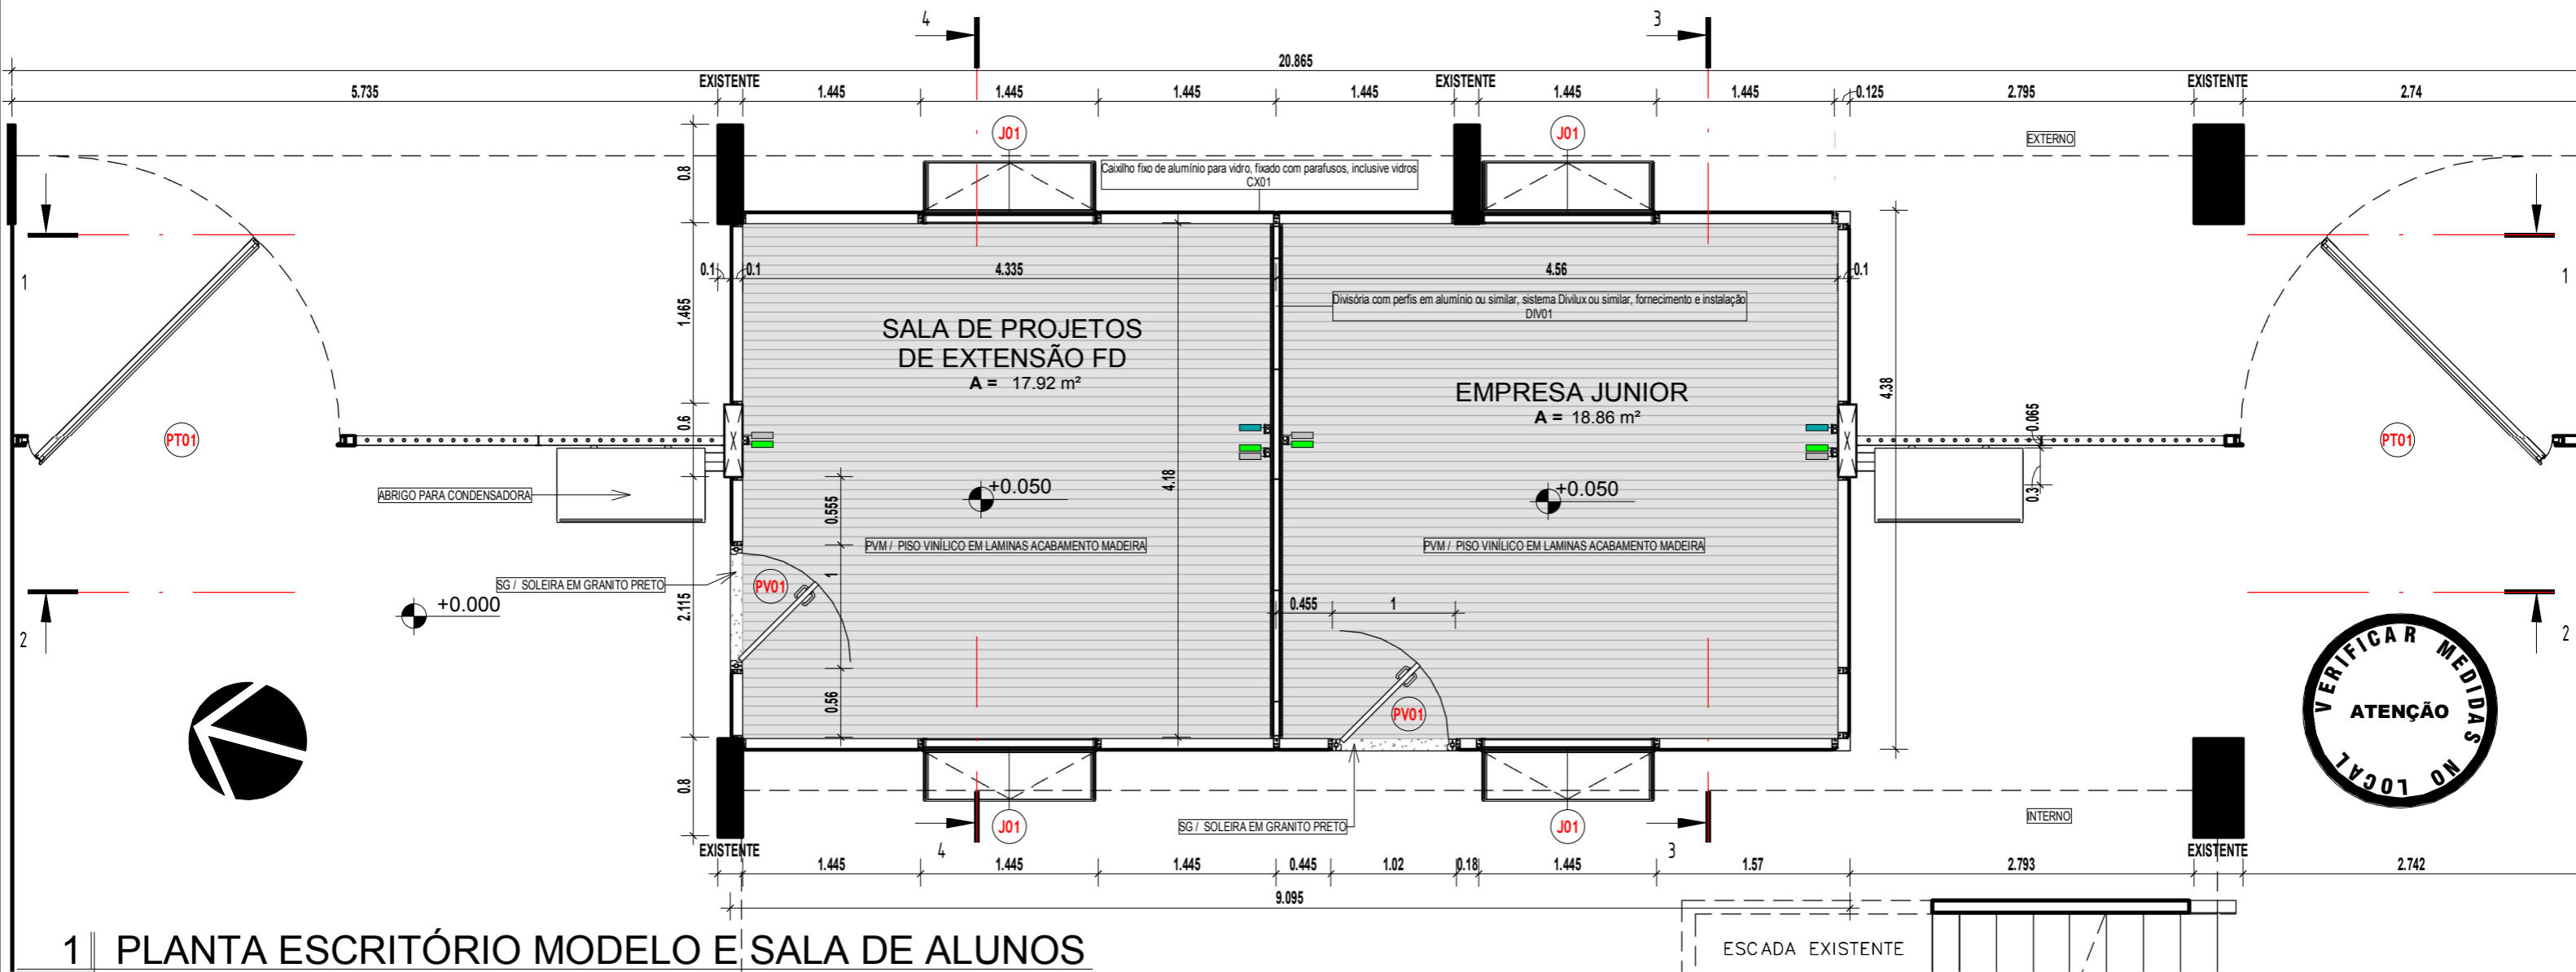 4
3
20.865
EXISTENTE
EXISTENTE
EXISTENTE
5.735
1.445
1.445
1.445
1.445
1.445
1.445
0.125
2.795
2.74
J01
J01
EXTERNO
Caixilho fixo de alumínio para vidro, fixado com parafusos, inclusive vidros
CX01
0.8
0.1
0.1
4.335
4.56
0.1
1
1
1.465
Divisória com perfis em alumínio ou similar, sistema Divilux ou similar, fornecimento e instalação
DIV01
SALA DE PROJETOS
DE EXTENSÃO FD
A = 17.92 m²
EMPRESA JUNIOR
A = 18.86 m²
4.38
0.6
0.065
PT01
PT01
4.18
ABRIGO PARA CONDENSADORA
+0.050
+0.050
0.3
0.555
PVM / PISO VINÍLICO EM LAMINAS ACABAMENTO MADEIRA
PVM / PISO VINÍLICO EM LAMINAS ACABAMENTO MADEIRA
SG / SOLEIRA EM GRANITO PRETO
PV01
1
+0.000
2.115
0.455
1
2
2
0.56
PV01
VERIFICAR MEDIDAS NO LOCAL
ATENÇÃO
0.8
J01
J01
SG / SOLEIRA EM GRANITO PRETO
INTERNO
EXISTENTE
4
3
EXISTENTE
1.445
1.445
1.445
0.445
1.02
0.18
1.445
1.57
2.793
2.742
9.095
1 PLANTA ESCRITÓRIO MODELO E SALA DE ALUNOS
ESCADA EXISTENTE